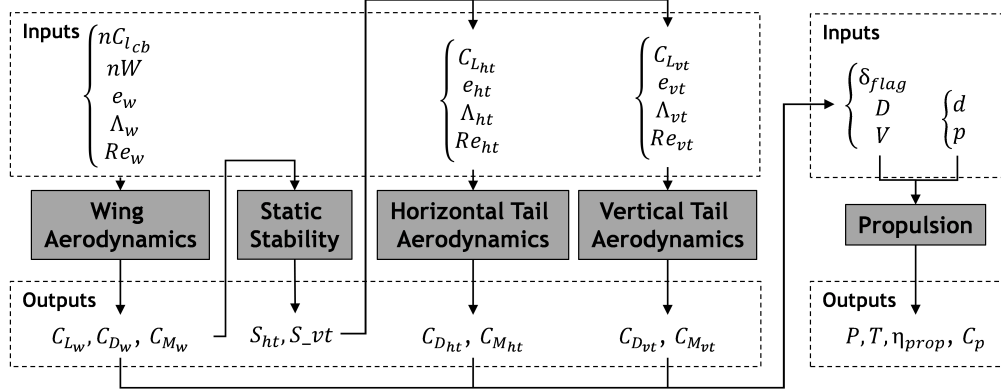 Inputs
nC_{l_{cb}}
nW
e_w
Λ_w
Re_w
C_{L_{ht}}
e_{ht}
Λ_{ht}
Re_{ht}
C_{L_{vt}}
e_{vt}
Λ_{vt}
Re_{vt}
Inputs
δ_{flag}
D
V
d
p
Wing
Aerodynamics
Static
Stability
Horizontal Tail
Aerodynamics
Vertical Tail
Aerodynamics
Propulsion
Outputs
C_{L_w}, C_{D_w}, C_{M_w}
S_{ht}, S_vt
C_{D_{ht}}, C_{M_{ht}}
C_{D_{vt}}, C_{M_{vt}}
Outputs
P, T, η_{prop}, C_p